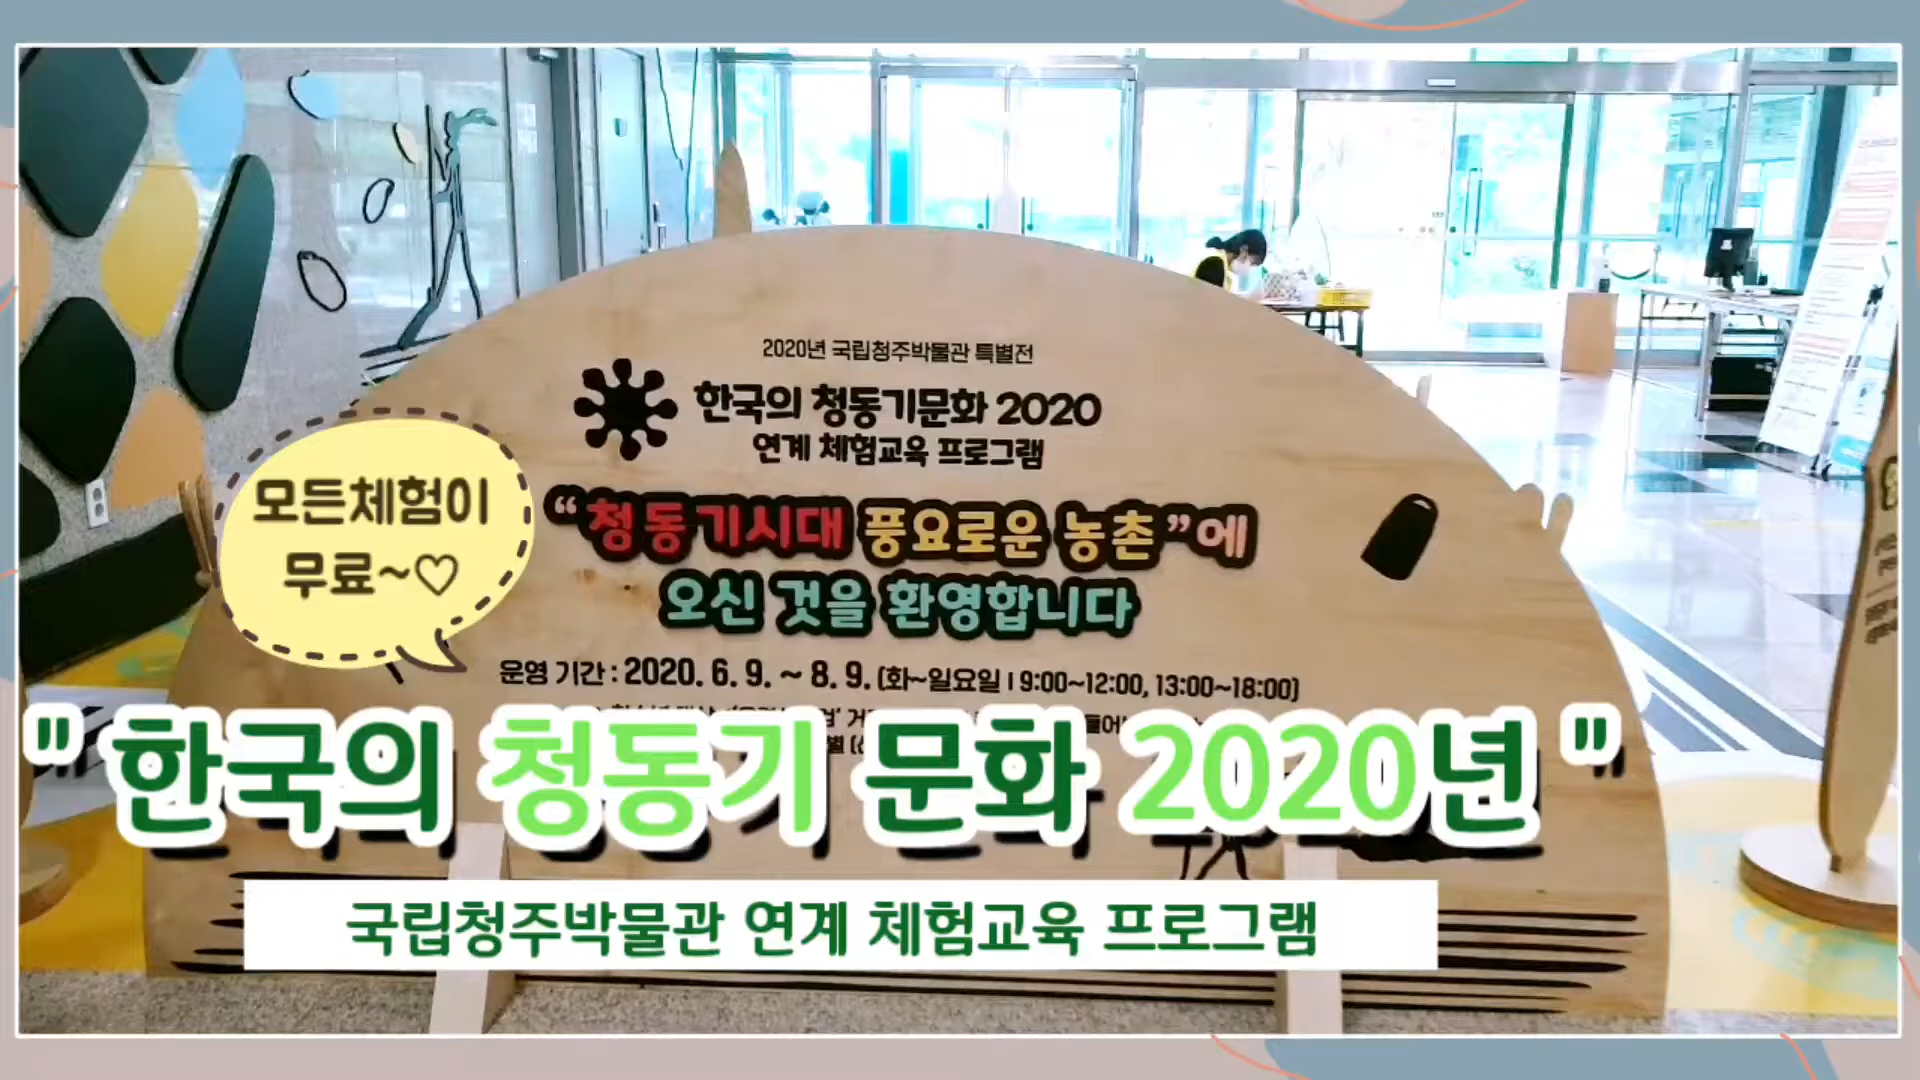 2020년 국립청주박물관 특별전
한국의 청동기문화 2020
연계 체험교육 프로그램
모든체험이
무료~♡
“청동기시대 풍요로운 농촌”에
오신 것을 환영합니다
운영 기간 : 2020. 6. 9. ~ 8. 9. (화~일요일 I 9:00~12:00, 13:00~18:00)
" 한국의 청동기 문화 2020년 "
국립청주박물관 연계 체험교육 프로그램